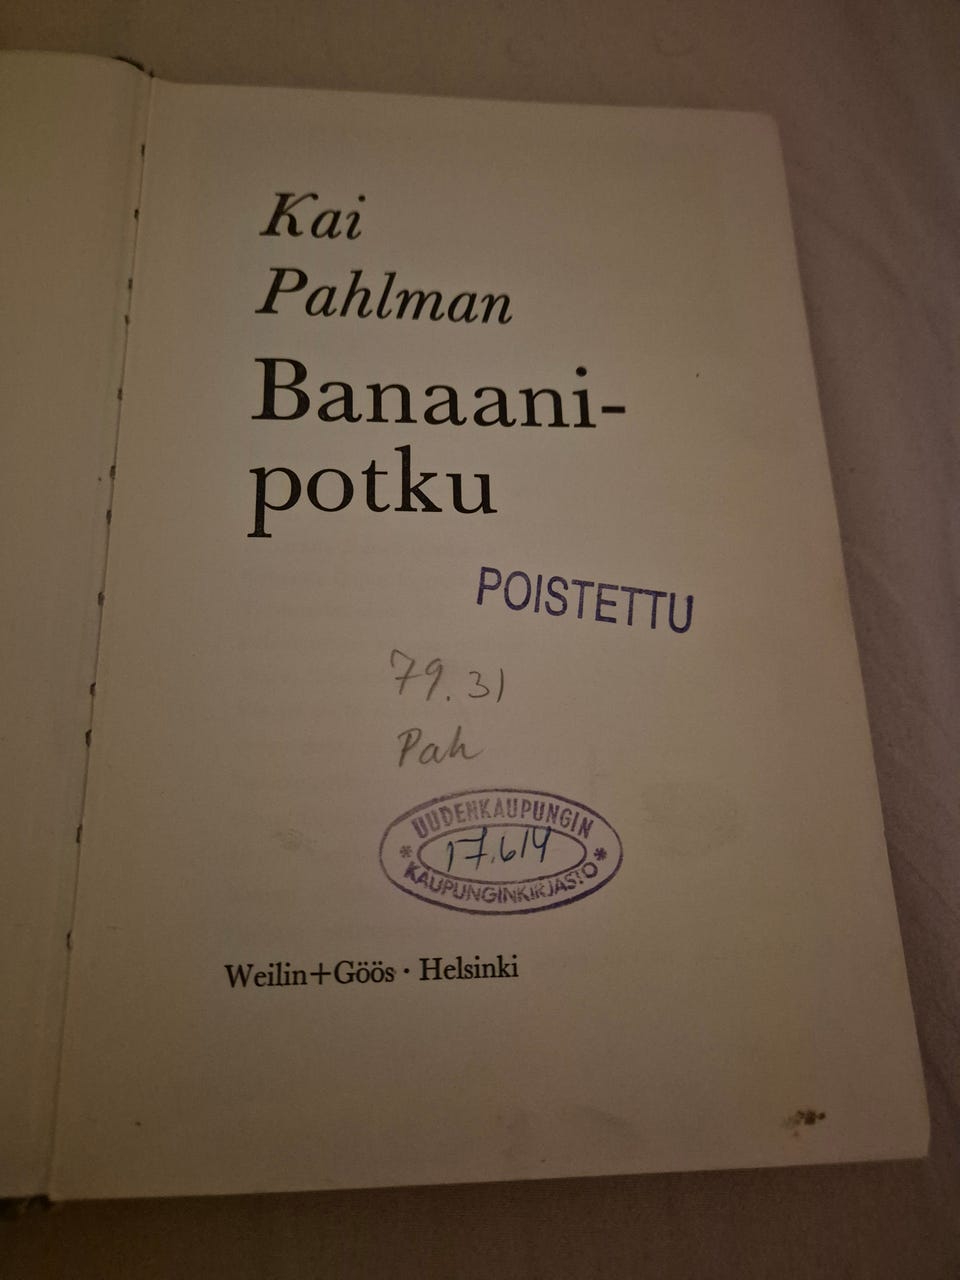 Kai
Pahlman
Banaani-
potku
POISTETTU
79.31
Pah
UUDENKAUPUNGIN
17.614
* KAUPUNGINKIRJASTO *
Weilin+Göös · Helsinki